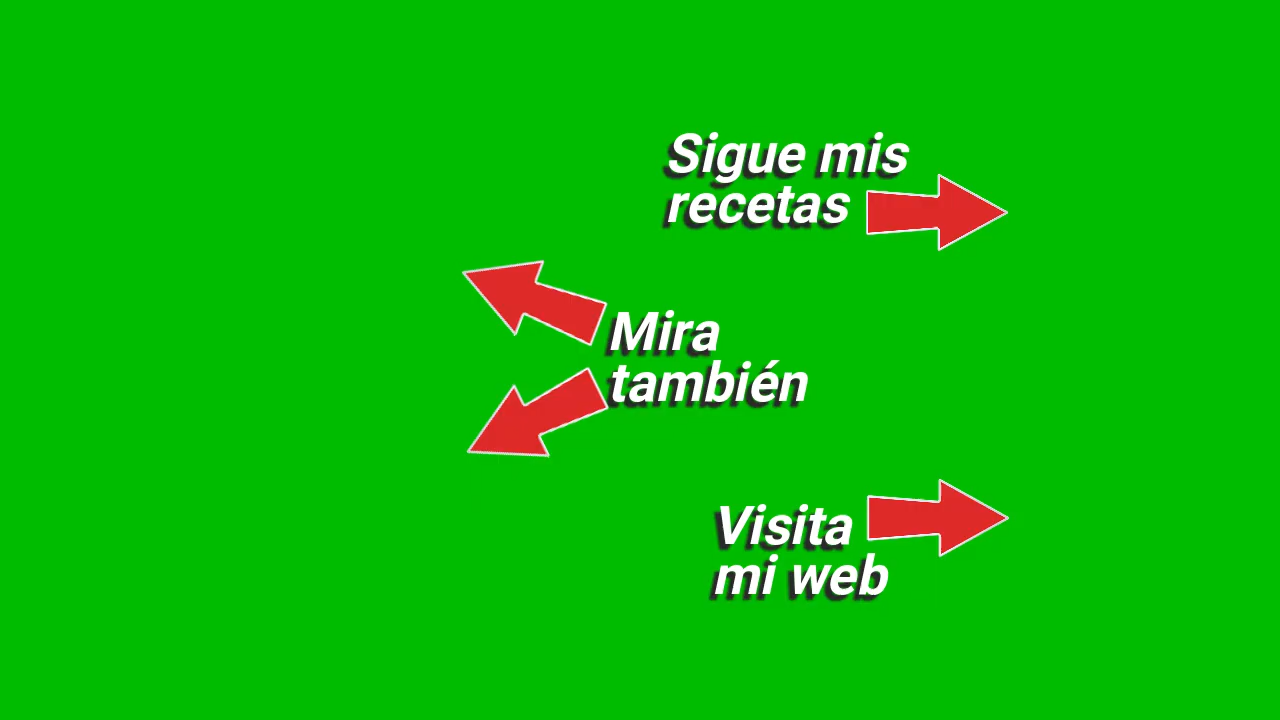 Sigue mis
recetas
Mira
también
Visita
mi web